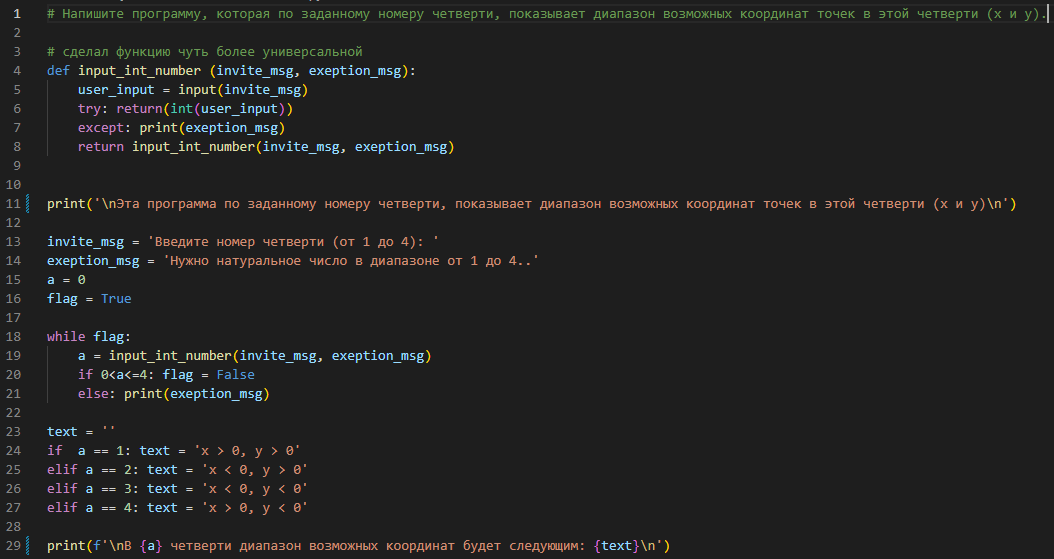 1 # Напишите программу, которая по заданному номеру четверти, показывает диапазон возможных координат точек в этой четверти (x и y).
2
3 # сделал функцию чуть более универсальной
4 def input_int_number (invite_msg, exeption_msg):
5     user_input = input(invite_msg)
6     try: return(int(user_input))
7     except: print(exeption_msg)
8     return input_int_number(invite_msg, exeption_msg)
9
10
11 print('\nЭта программа по заданному номеру четверти, показывает диапазон возможных координат точек в этой четверти (x и y)\n')
12
13 invite_msg = 'Введите номер четверти (от 1 до 4): '
14 exeption_msg = 'Нужно натуральное число в диапазоне от 1 до 4..'
15 a = 0
16 flag = True
17
18 while flag:
19     a = input_int_number(invite_msg, exeption_msg)
20     if 0<a<=4: flag = False
21     else: print(exeption_msg)
22
23 text = ''
24 if  a == 1: text = 'x > 0, y > 0'
25 elif a == 2: text = 'x < 0, y > 0'
26 elif a == 3: text = 'x < 0, y < 0'
27 elif a == 4: text = 'x > 0, y < 0'
28
29 print(f'\nВ {a} четверти диапазон возможных координат будет следующим: {text}\n')